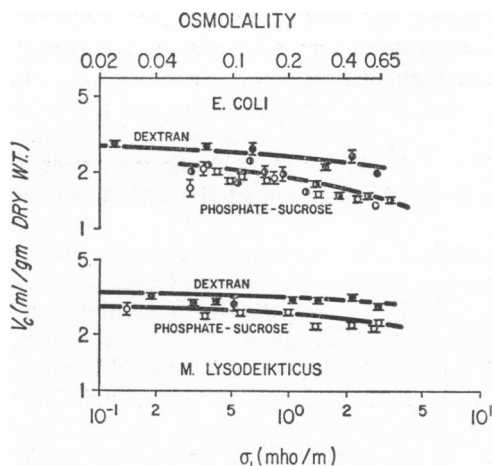 OSMOLALITY
0.02 0.04 0.1 0.2 0.4 0.65
E. COLI
5
DEXTRAN
2
PHOSPHATE-SUCROSE
1
V_G (ml/gm DRY WT.)
5
DEXTRAN
2
PHOSPHATE-SUCROSE
M. LYSODEIKTICUS
1
10⁻¹ 2 5 10⁰ 2 5 10¹
σ₁ (mho/m)